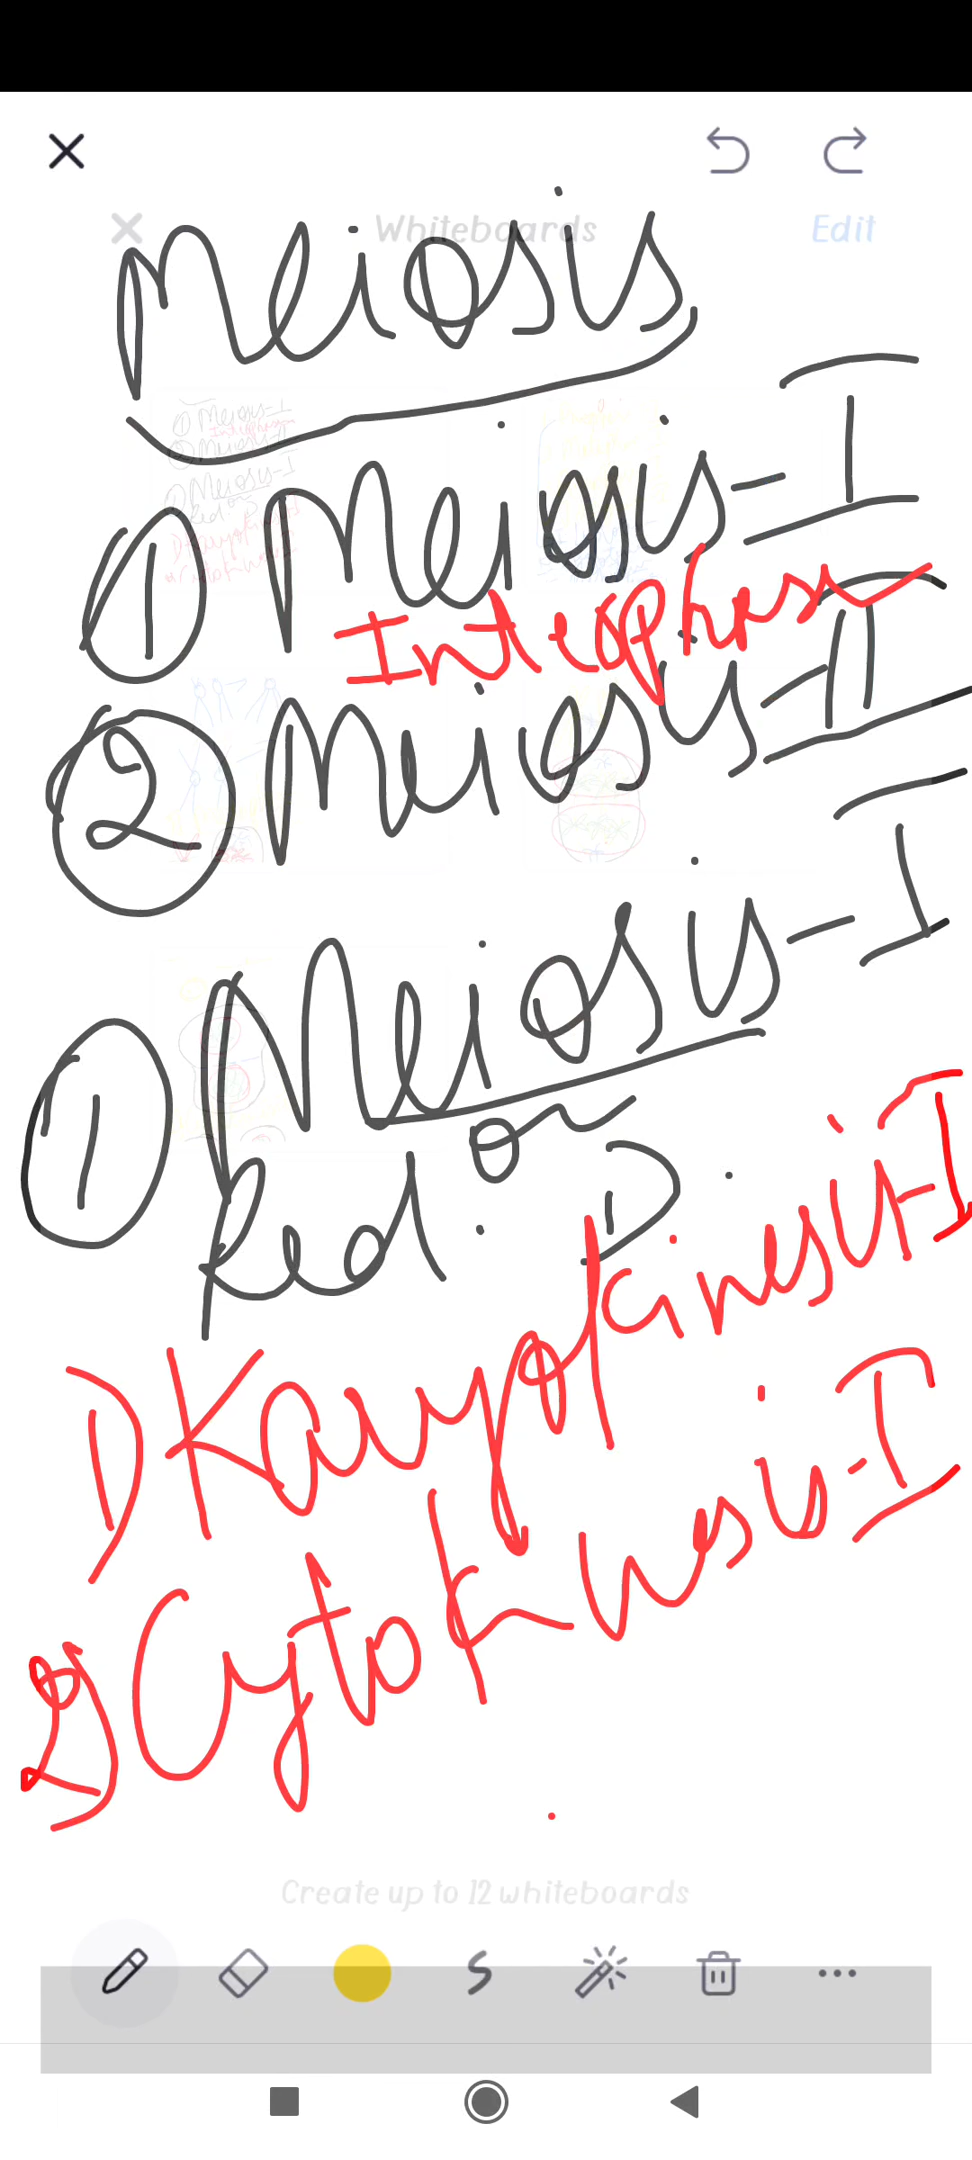 Whiteboards
Edit
Meiosis
① Meiosis-I
Interphase
② Meiosis-II
① Meiosis-I
or
Red. D.
1) Karyokinesis-I
2) Cytokinesis-I
Create up to 12 whiteboards